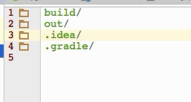 1 build/
2 out/
3 .idea/
4 .gradle/
5